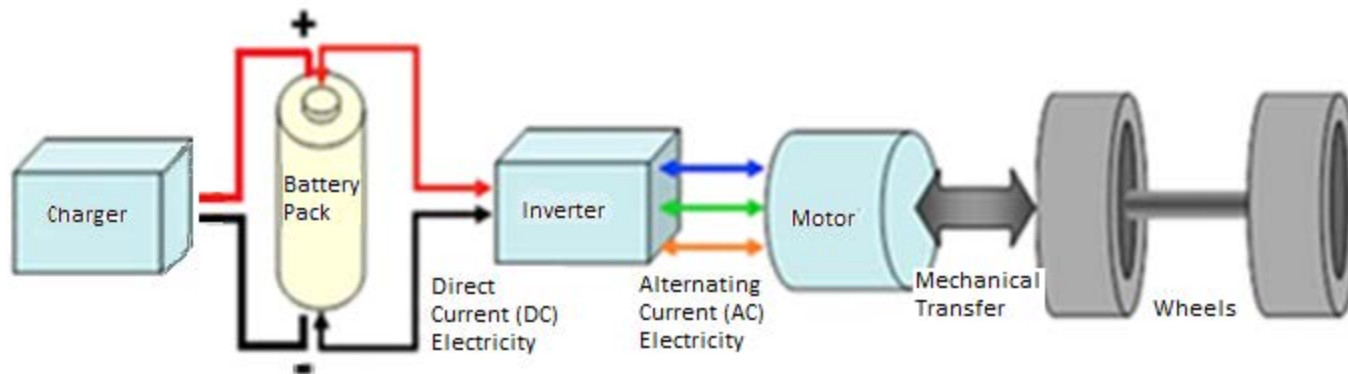 +
Charger
Battery
Pack
-
Direct
Current (DC)
Electricity
Inverter
Alternating
Current (AC)
Electricity
Motor
Mechanical
Transfer
Wheels